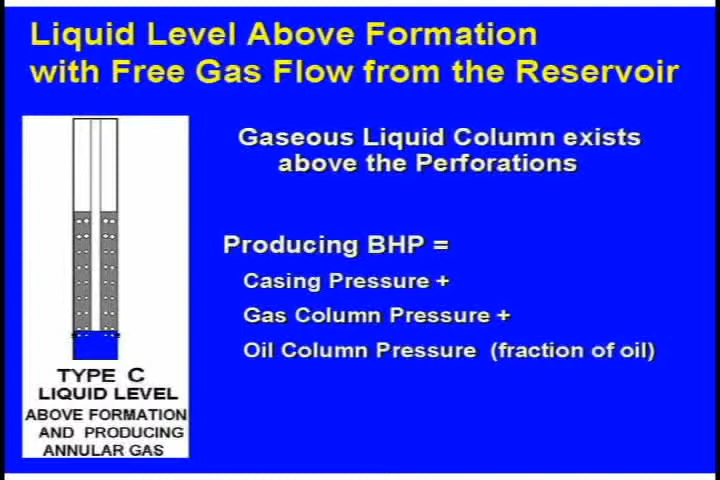 Liquid Level Above Formation
with Free Gas Flow from the Reservoir
Gaseous Liquid Column exists
above the Perforations
Producing BHP =
Casing Pressure +
Gas Column Pressure +
Oil Column Pressure (fraction of oil)
TYPE C
LIQUID LEVEL
ABOVE FORMATION
AND PRODUCING
ANNULAR GAS